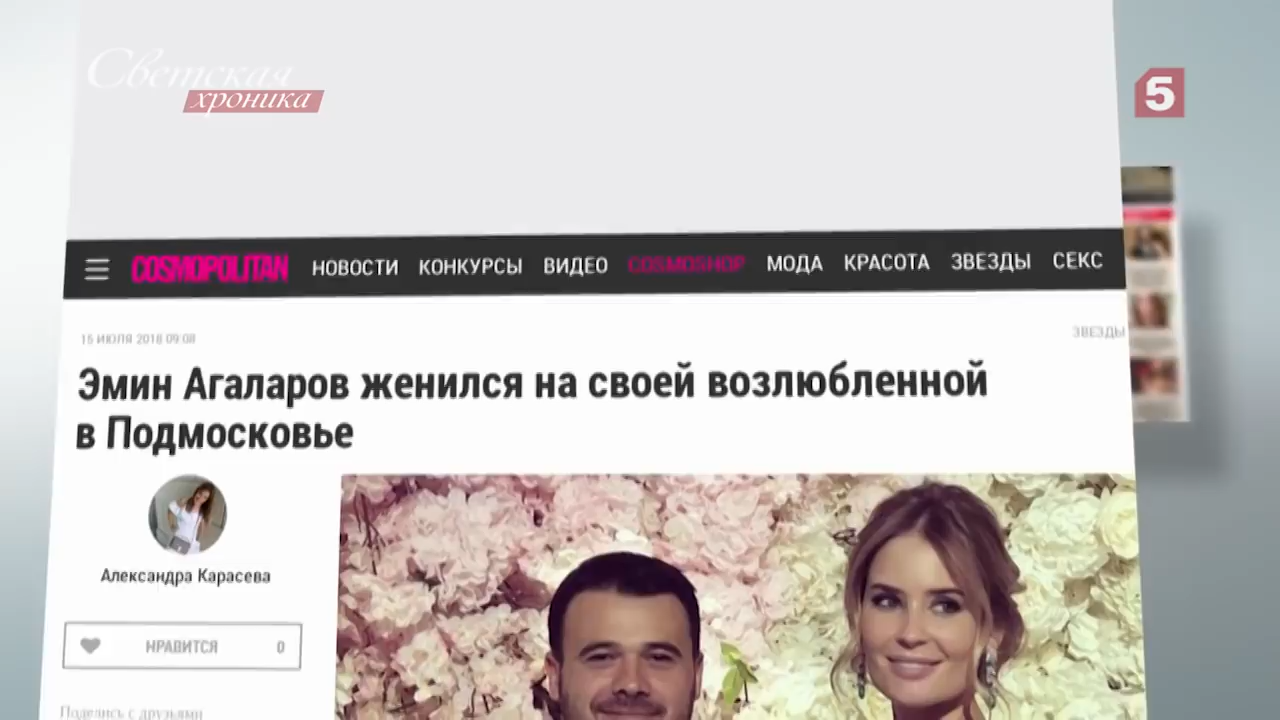 Светская
хроника
5
COSMOPOLITAN НОВОСТИ КОНКУРСЫ ВИДЕО COSMOSHOP МОДА КРАСОТА ЗВЕЗДЫ СЕКС
15 ИЮЛЯ 2018 09:08
ЗВЕЗДЫ
Эмин Агаларов женился на своей возлюбленной
в Подмосковье
Александра Карасева
НРАВИТСЯ 0
Поделись с друзьями